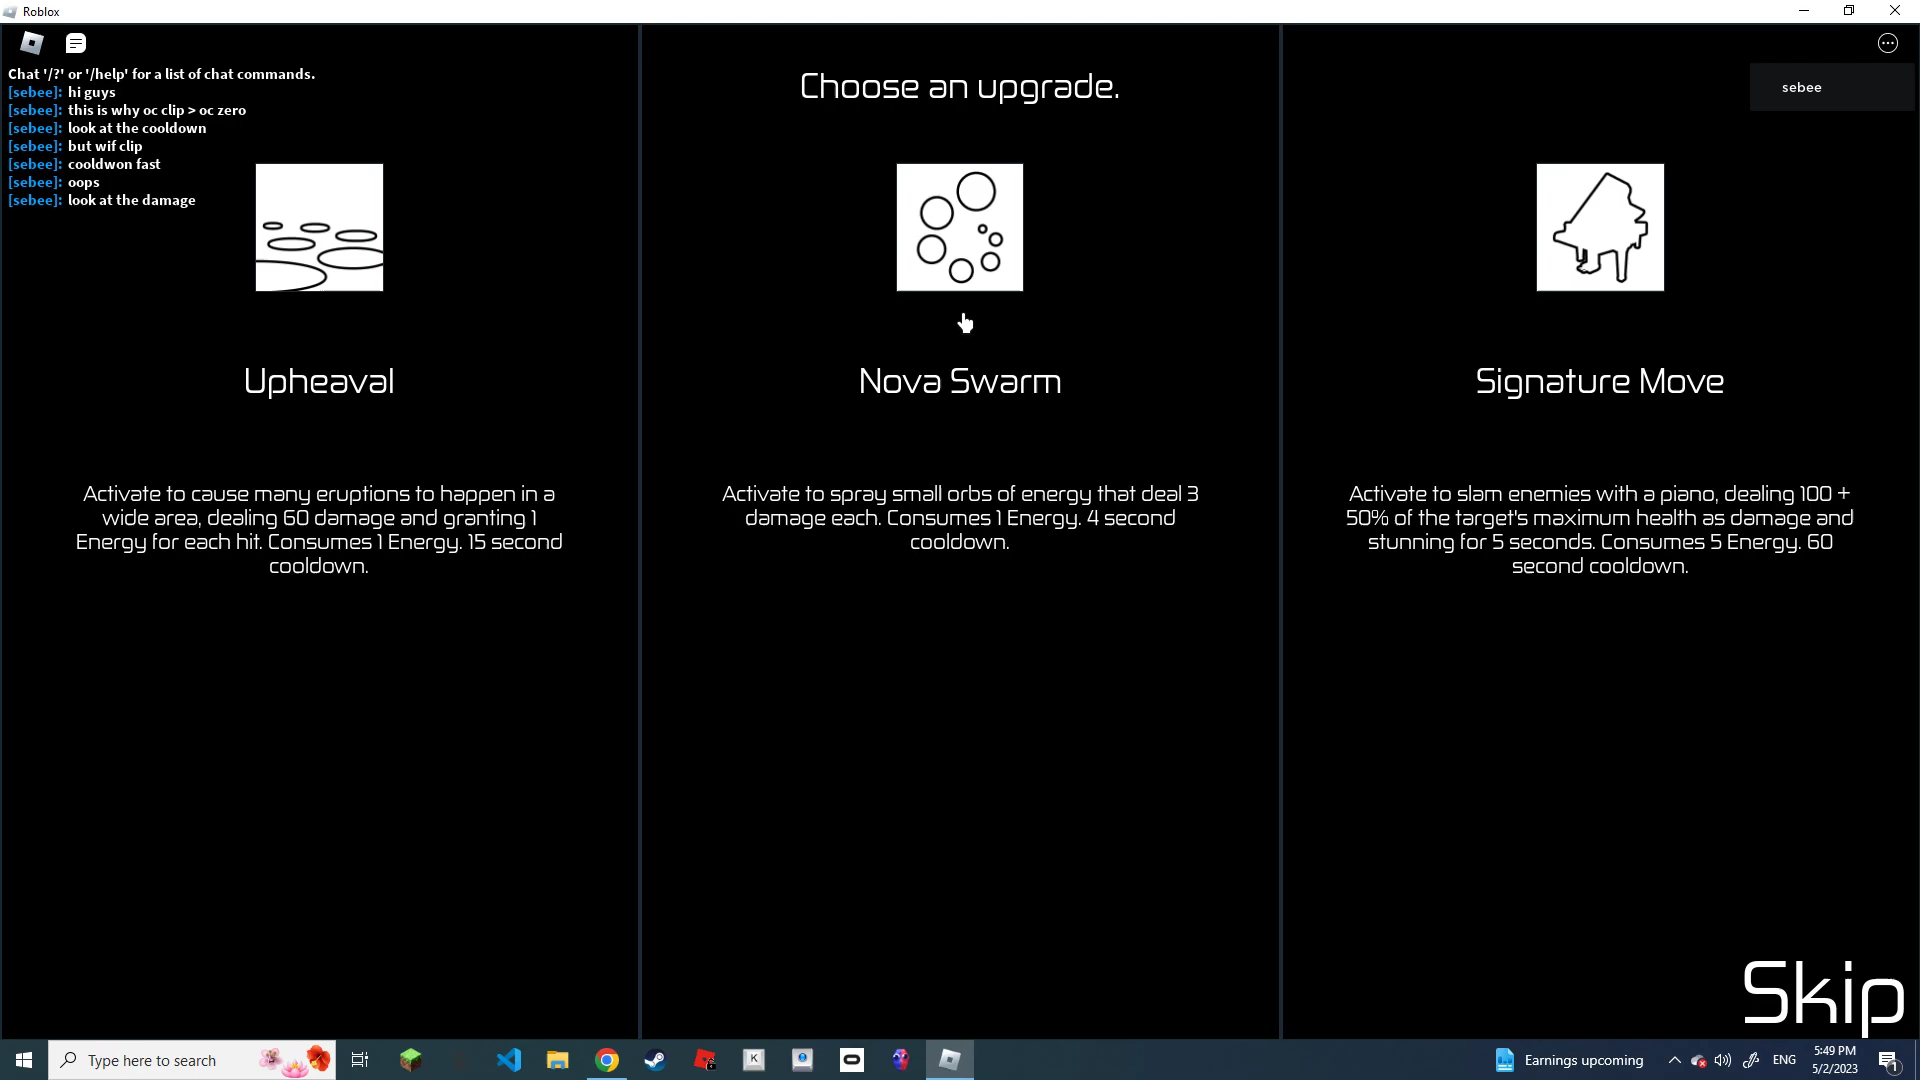 Roblox
Chat '/?' or '/help' for a list of chat commands.
[sebee]: hi guys
[sebee]: this is why oc clip > oc zero
[sebee]: look at the cooldown
[sebee]: but wif clip
[sebee]: cooldwon fast
[sebee]: oops
[sebee]: look at the damage
Choose an upgrade.
sebee
Upheaval
Activate to cause many eruptions to happen in a
wide area, dealing 60 damage and granting 1
Energy for each hit. Consumes 1 Energy. 15 second
cooldown.
Nova Swarm
Activate to spray small orbs of energy that deal 3
damage each. Consumes 1 Energy. 4 second
cooldown.
Signature Move
Activate to slam enemies with a piano, dealing 100 +
50% of the target's maximum health as damage and
stunning for 5 seconds. Consumes 5 Energy. 60
second cooldown.
Skip
Type here to search
K
Earnings upcoming
ENG
5:49 PM
5/2/2023
1